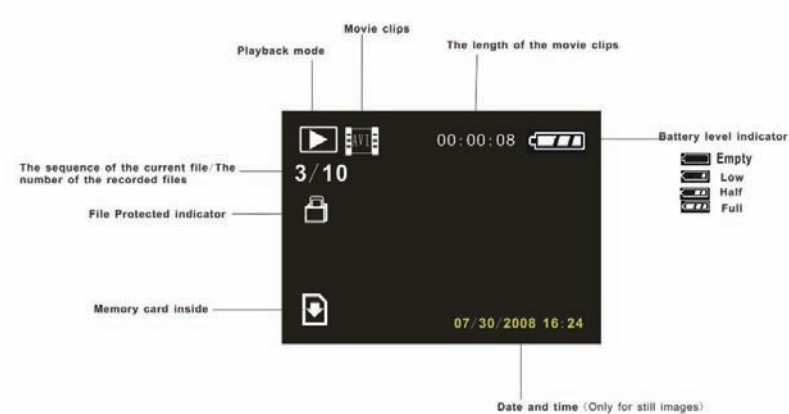 Movie clips
Playback mode
The length of the movie clips
AVI
00:00:08
Battery level indicator
Empty
Low
Half
Full
The sequence of the current file/The
number of the recorded files
3/10
File Protected indicator
Memory card inside
07/30/2008 16:24
Date and time (Only for still images)